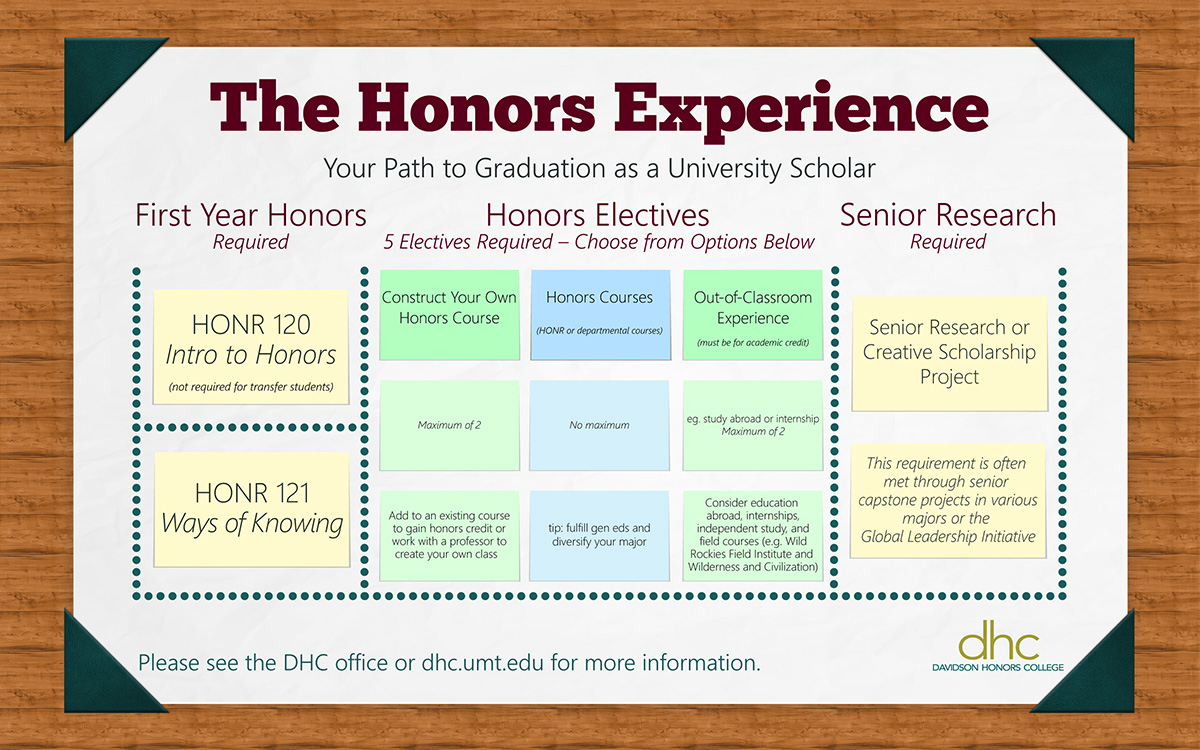 The Honors Experience
Your Path to Graduation as a University Scholar
First Year Honors
Required
HONR 120
Intro to Honors
(not required for transfer students)
HONR 121
Ways of Knowing
Honors Electives
5 Electives Required – Choose from Options Below
Construct Your Own
Honors Course
Maximum of 2
Add to an existing course
to gain honors credit or
work with a professor to
create your own class
Honors Courses
(HONR or departmental courses)
No maximum
tip: fulfill gen eds and
diversify your major
Out-of-Classroom
Experience
(must be for academic credit)
eg. study abroad or internship
Maximum of 2
Consider education
abroad, internships,
independent study, and
field courses (e.g. Wild
Rockies Field Institute and
Wilderness and Civilization)
Senior Research
Required
Senior Research or
Creative Scholarship
Project
This requirement is often
met through senior
capstone projects in various
majors or the
Global Leadership Initiative
Please see the DHC office or dhc.umt.edu for more information.
dhc
DAVIDSON HONORS COLLEGE